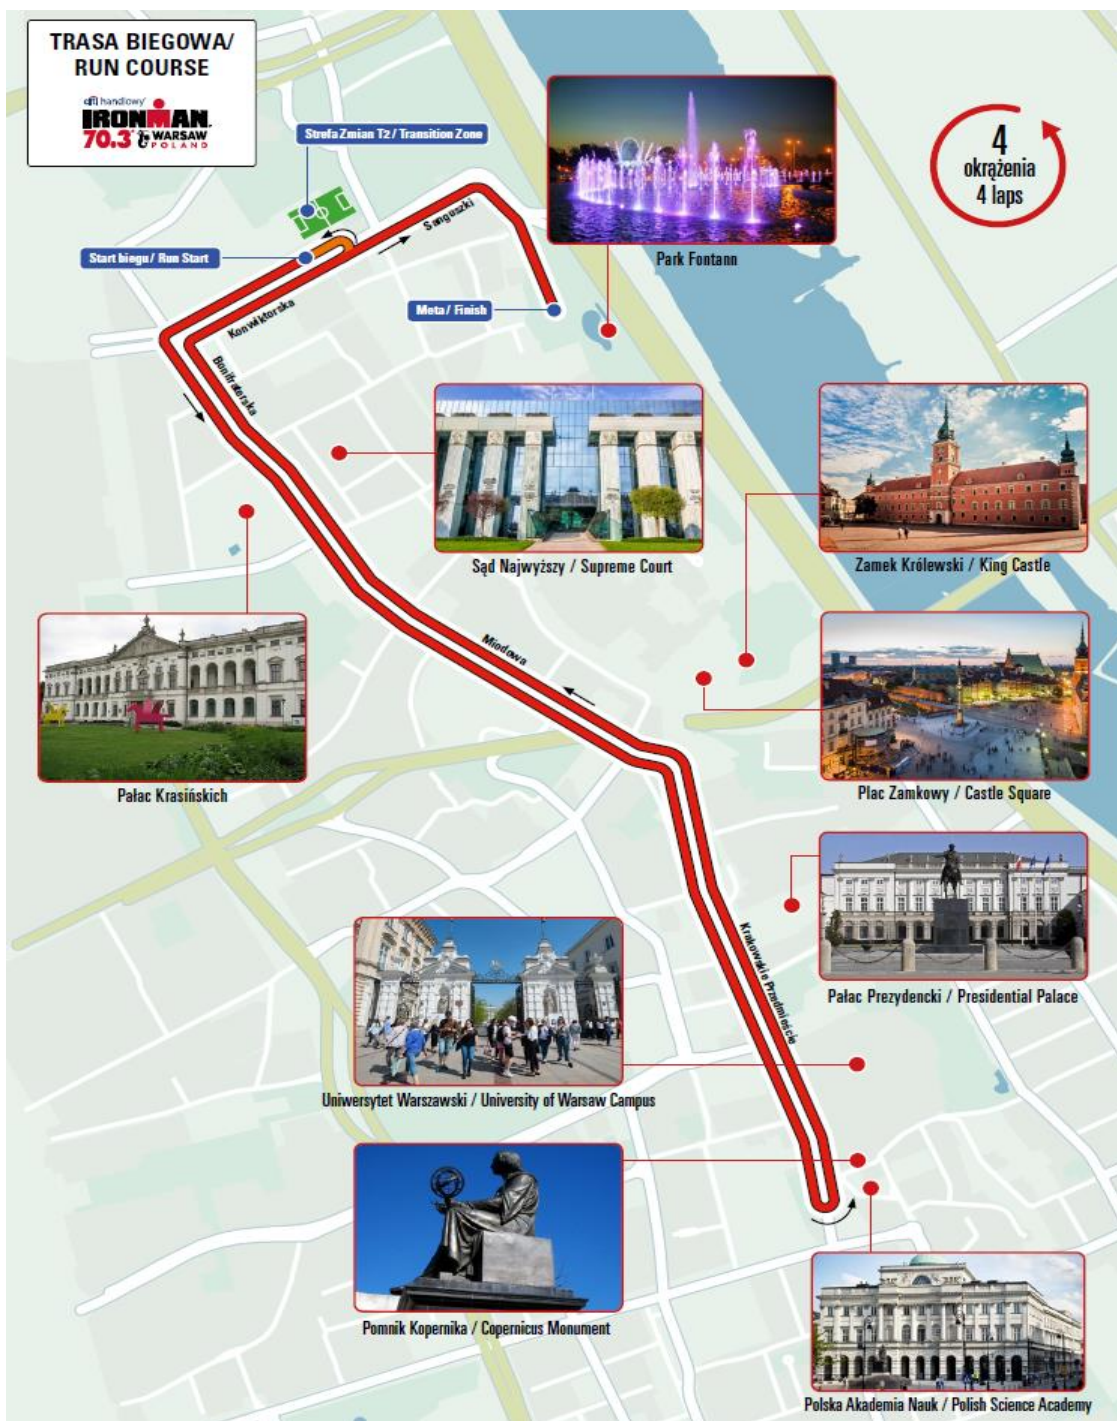 TRASA BIEGOWA/
RUN COURSE
citi handlowy
IRONMAN
70.3 WARSAW
POLAND
Strefa Zmian T2 / Transition Zone
4
okrążenia
4 laps
Sanguszki
Start biegu / Run Start
Park Fontann
Meta / Finish
Konwiktorska
Bonifraterska
Sąd Najwyższy / Supreme Court
Zamek Królewski / King Castle
Miodowa
Pałac Krasińskich
Plac Zamkowy / Castle Square
Krakowskie Przedmieście
Pałac Prezydencki / Presidential Palace
Uniwersytet Warszawski / University of Warsaw Campus
Pomnik Kopernika / Copernicus Monument
Polska Akademia Nauk / Polish Science Academy